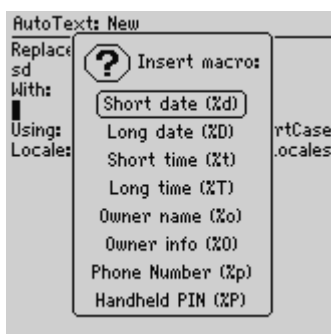 AutoText: New
Replace
sd
With:
Using:
Locale:
rtCase
ocales
? Insert macro:
Short date (%d)
Long date (%D)
Short time (%t)
Long time (%T)
Owner name (%o)
Owner info (%O)
Phone Number (%p)
Handheld PIN (%P)